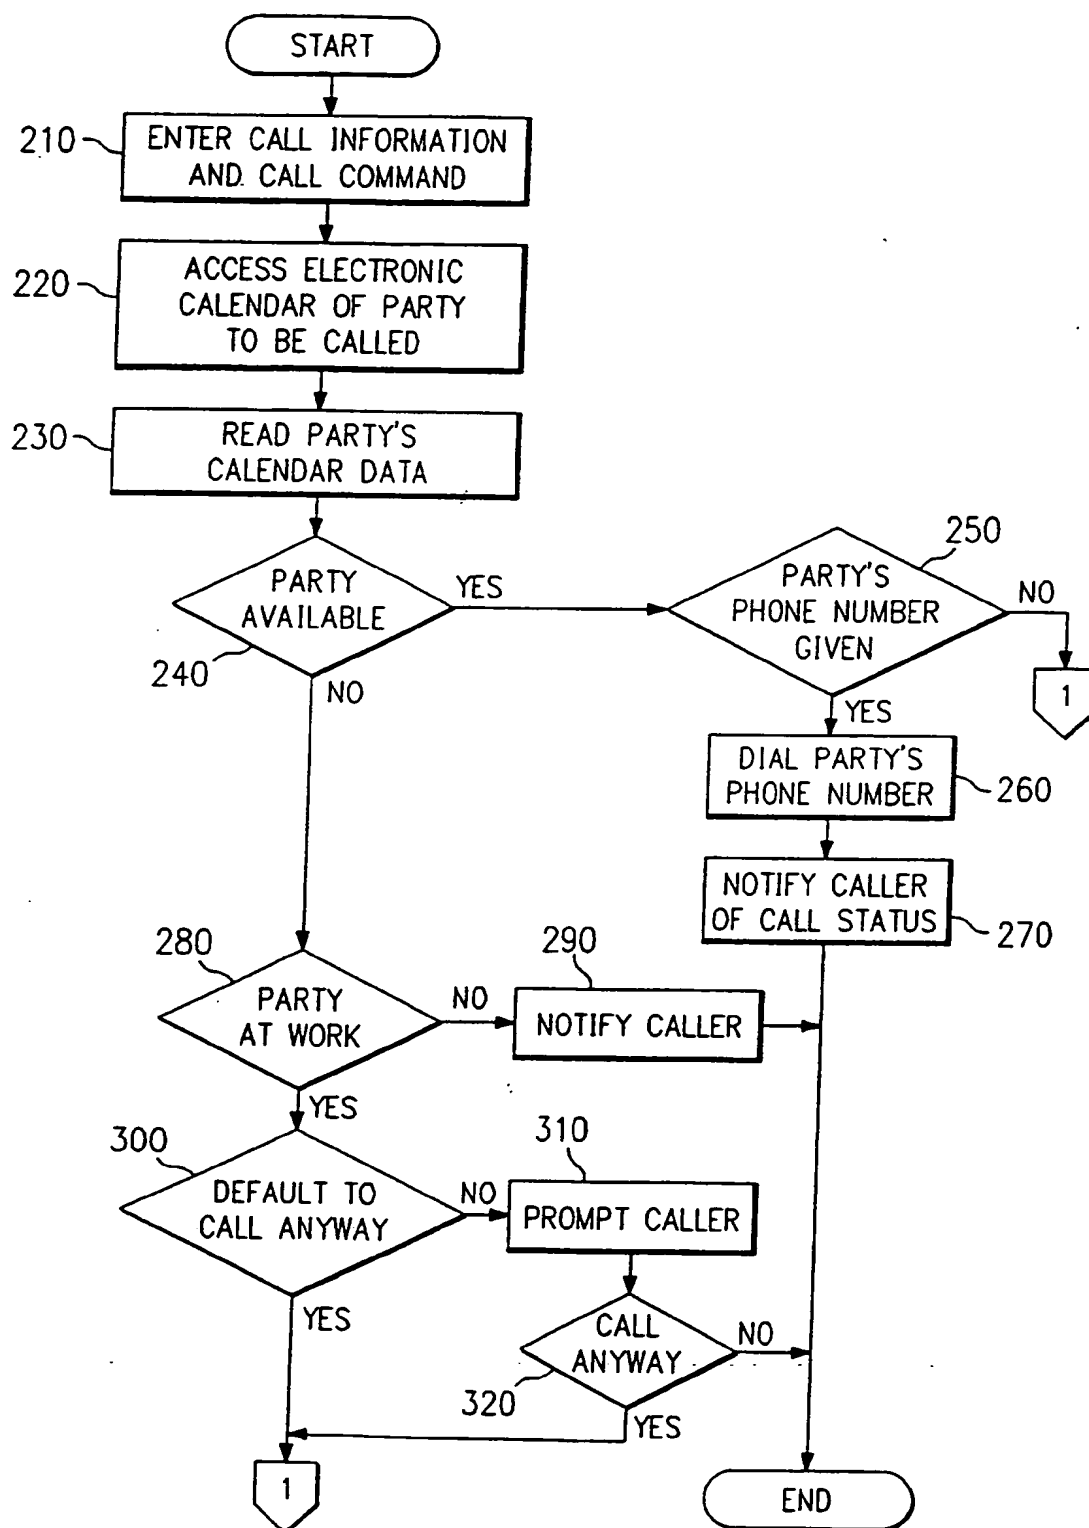 START
210
ENTER CALL INFORMATION
AND CALL COMMAND
220
ACCESS ELECTRONIC
CALENDAR OF PARTY
TO BE CALLED
230
READ PARTY'S
CALENDAR DATA
240
PARTY
AVAILABLE
YES
NO
250
PARTY'S
PHONE NUMBER
GIVEN
NO
1
YES
DIAL PARTY'S
PHONE NUMBER
260
NOTIFY CALLER
OF CALL STATUS
270
280
PARTY
AT WORK
NO
290
NOTIFY CALLER
YES
300
DEFAULT TO
CALL ANYWAY
NO
310
PROMPT CALLER
YES
CALL
ANYWAY
NO
320
YES
1
END